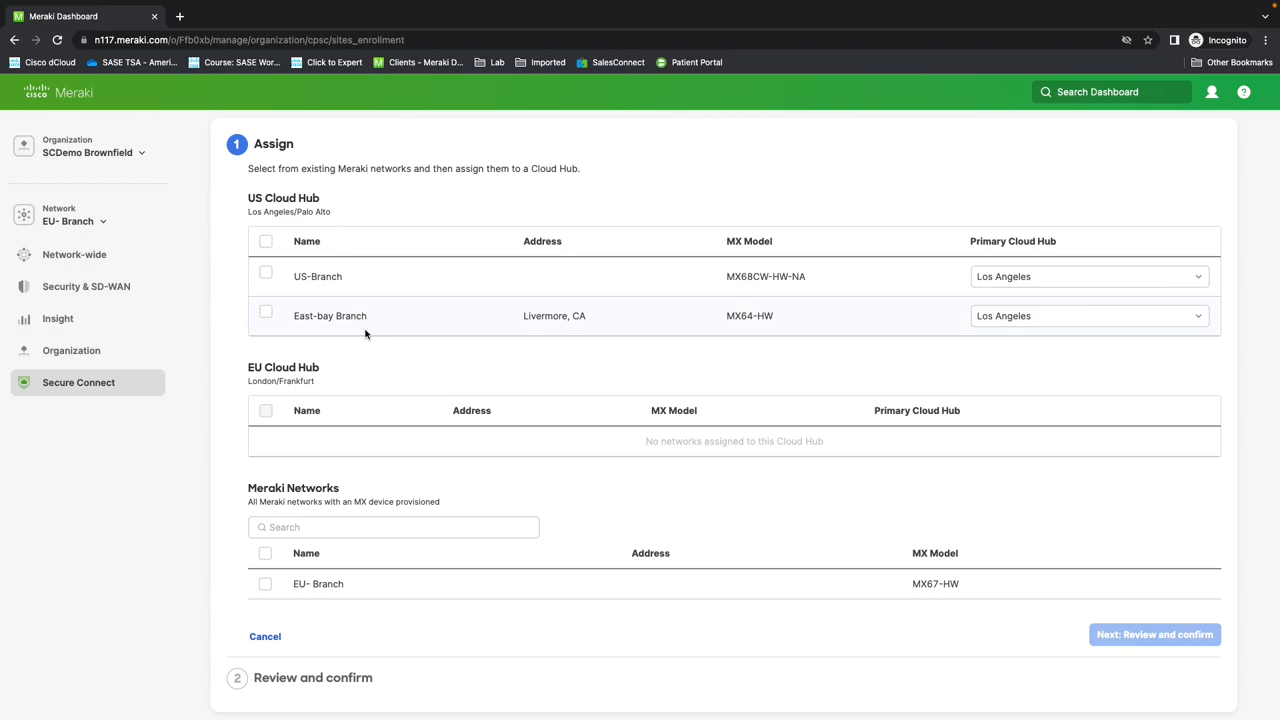 Meraki Dashboard
n117.meraki.com/o/Ffb0xb/manage/organization/cpsc/sites_enrollment
Incognito
Cisco dCloud
SASE TSA - Ameri...
Course: SASE Wor...
Click to Expert
Clients - Meraki D...
Lab
Imported
SalesConnect
Patient Portal
Other Bookmarks
CISCO Meraki
Search Dashboard
Organization
SCDemo Brownfield
Network
EU- Branch
Network-wide
Security & SD-WAN
Insight
Organization
Secure Connect
1 Assign
Select from existing Meraki networks and then assign them to a Cloud Hub.
US Cloud Hub
Los Angeles/Palo Alto
Name Address MX Model Primary Cloud Hub
US-Branch MX68CW-HW-NA Los Angeles
East-bay Branch Livermore, CA MX64-HW Los Angeles
EU Cloud Hub
London/Frankfurt
Name Address MX Model Primary Cloud Hub
No networks assigned to this Cloud Hub
Meraki Networks
All Meraki networks with an MX device provisioned
Search
Name Address MX Model
EU- Branch MX67-HW
Cancel
Next: Review and confirm
2 Review and confirm